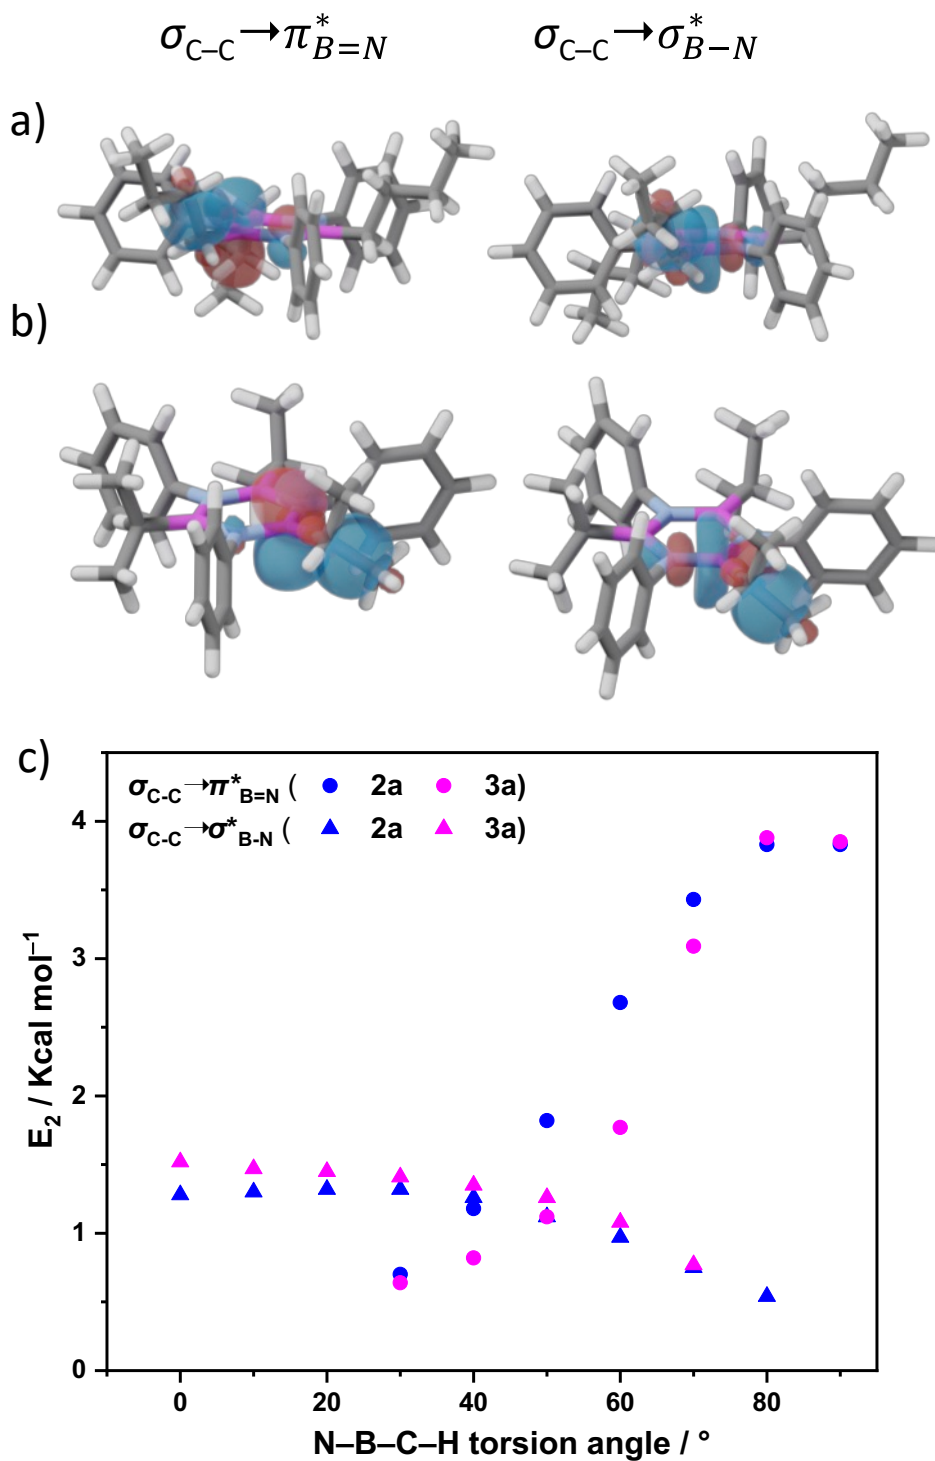 σC–C→π*B=N σC–C→σ*B−N
a)
b)
c)
σC-C→π*B=N ( 2a 3a)
σC-C→σ*B-N ( 2a 3a)
4
3
2
1
0
E2 / Kcal mol−1
0 20 40 60 80
N–B–C–H torsion angle / °